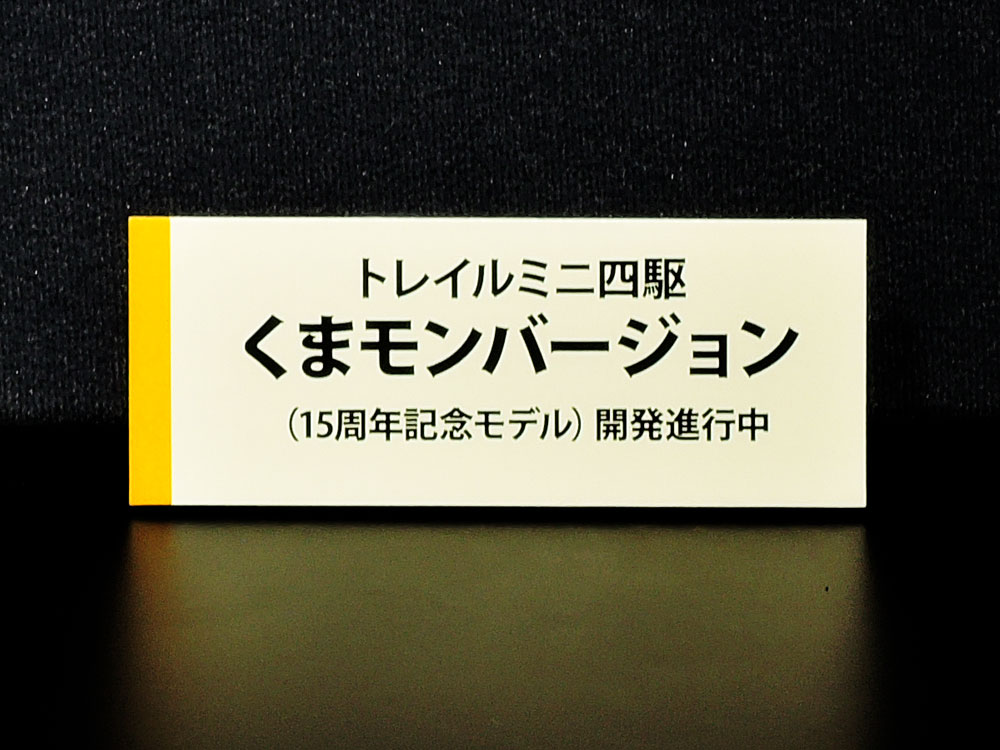 トレイルミニ四駆
くまモンバージョン
（15周年記念モデル）開発進行中